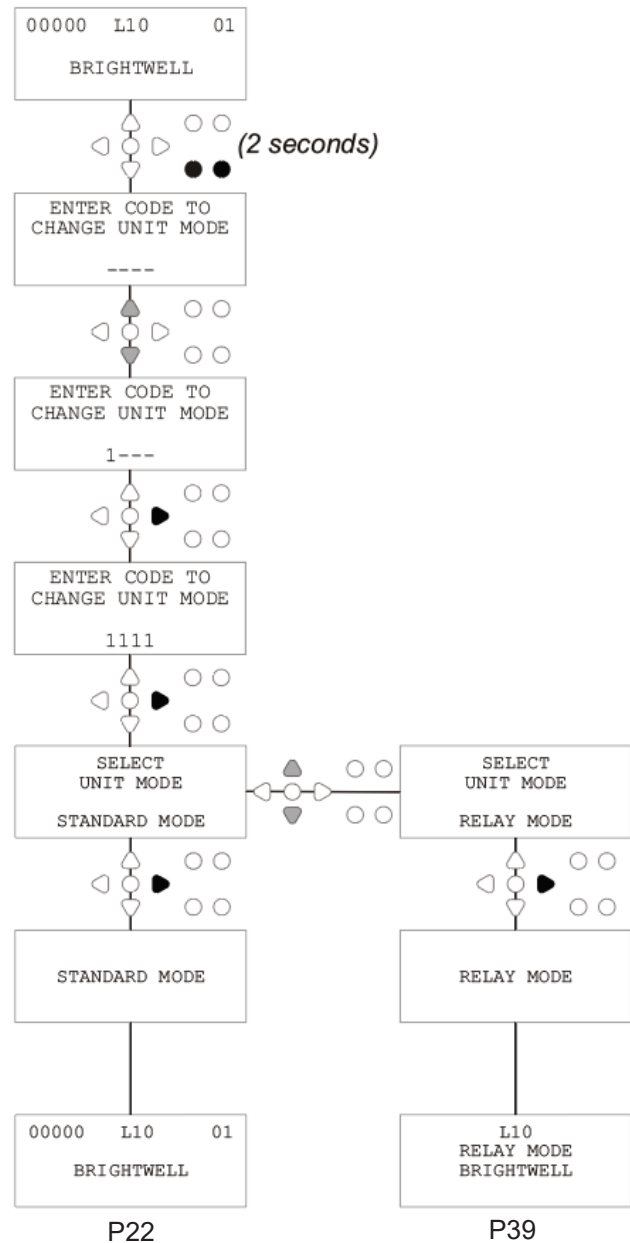 00000 L10 01
BRIGHTWELL
(2 seconds)
ENTER CODE TO
CHANGE UNIT MODE
----
ENTER CODE TO
CHANGE UNIT MODE
1---
ENTER CODE TO
CHANGE UNIT MODE
1111
SELECT
UNIT MODE
STANDARD MODE
SELECT
UNIT MODE
RELAY MODE
STANDARD MODE
RELAY MODE
00000 L10 01
BRIGHTWELL
L10
RELAY MODE
BRIGHTWELL
P22
P39